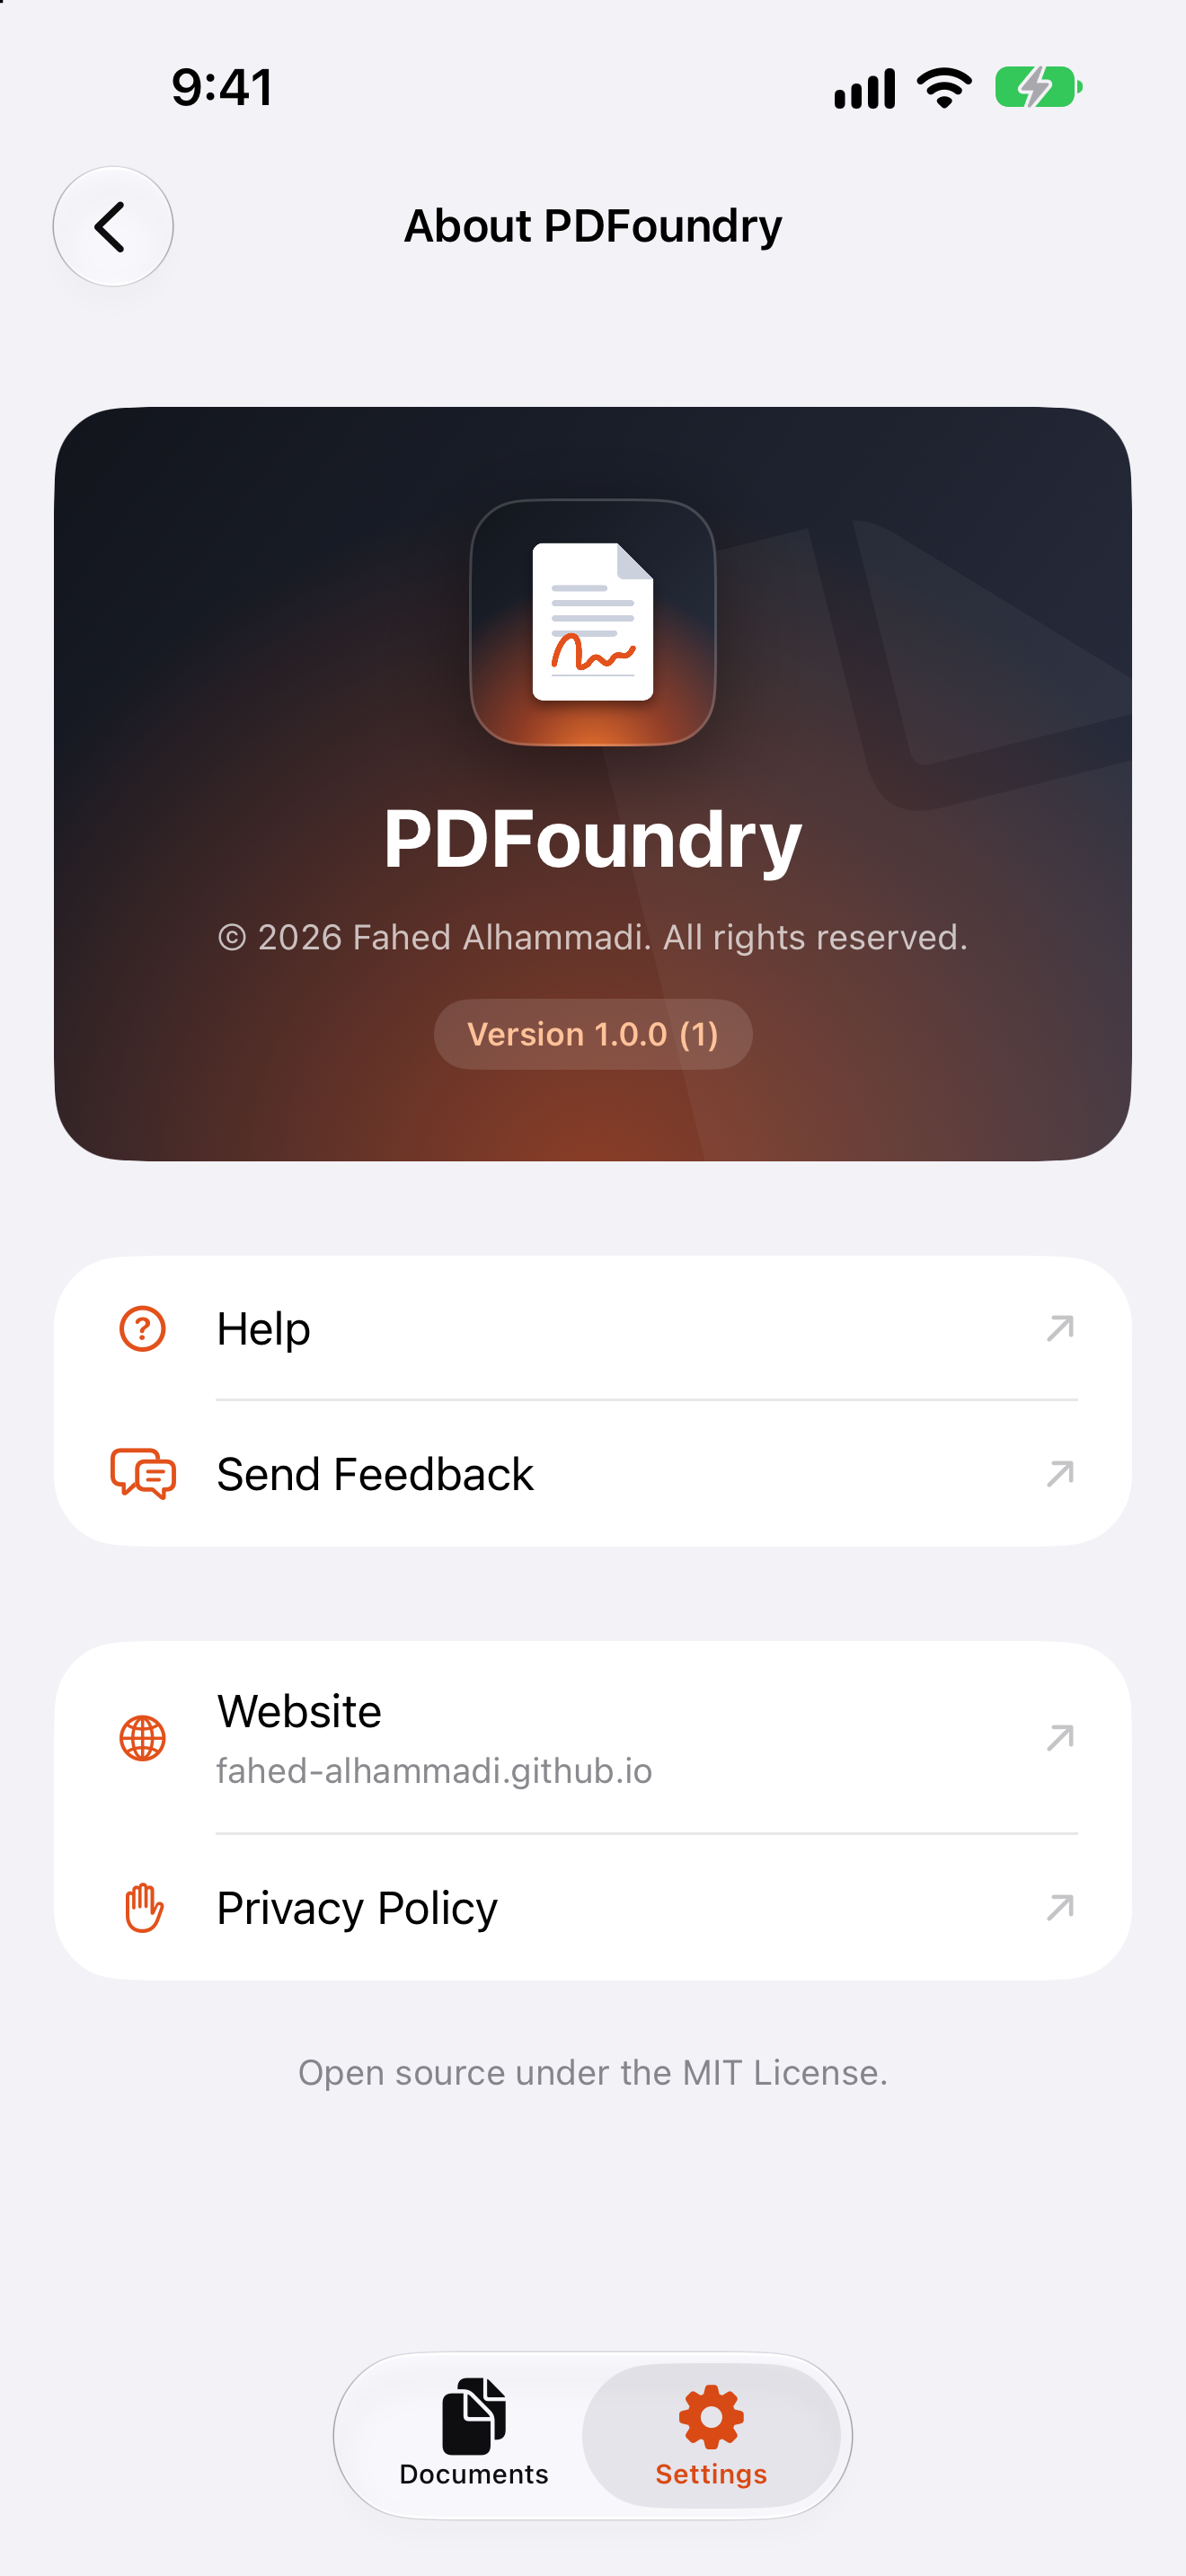 9:41
About PDFoundry
PDFoundry
© 2026 Fahed Alhammadi. All rights reserved.
Version 1.0.0 (1)
Help
Send Feedback
Website
fahed-alhammadi.github.io
Privacy Policy
Open source under the MIT License.
Documents
Settings